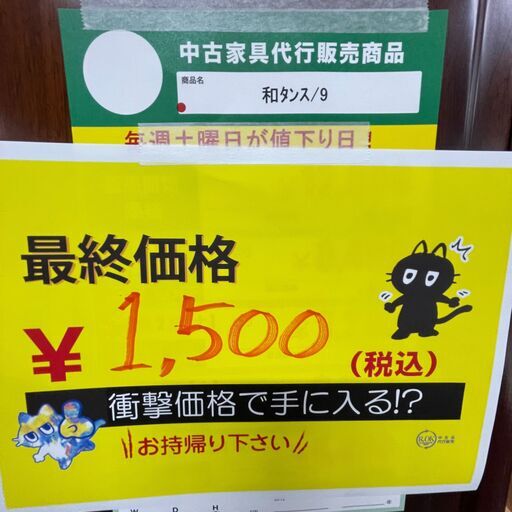 中古家具代行販売商品
商品名
和タンス/9
毎週土曜日が値下り日!
最終価格
¥1,500
(税込)
衝撃価格で手に入る!?
お持帰り下さい
W D H